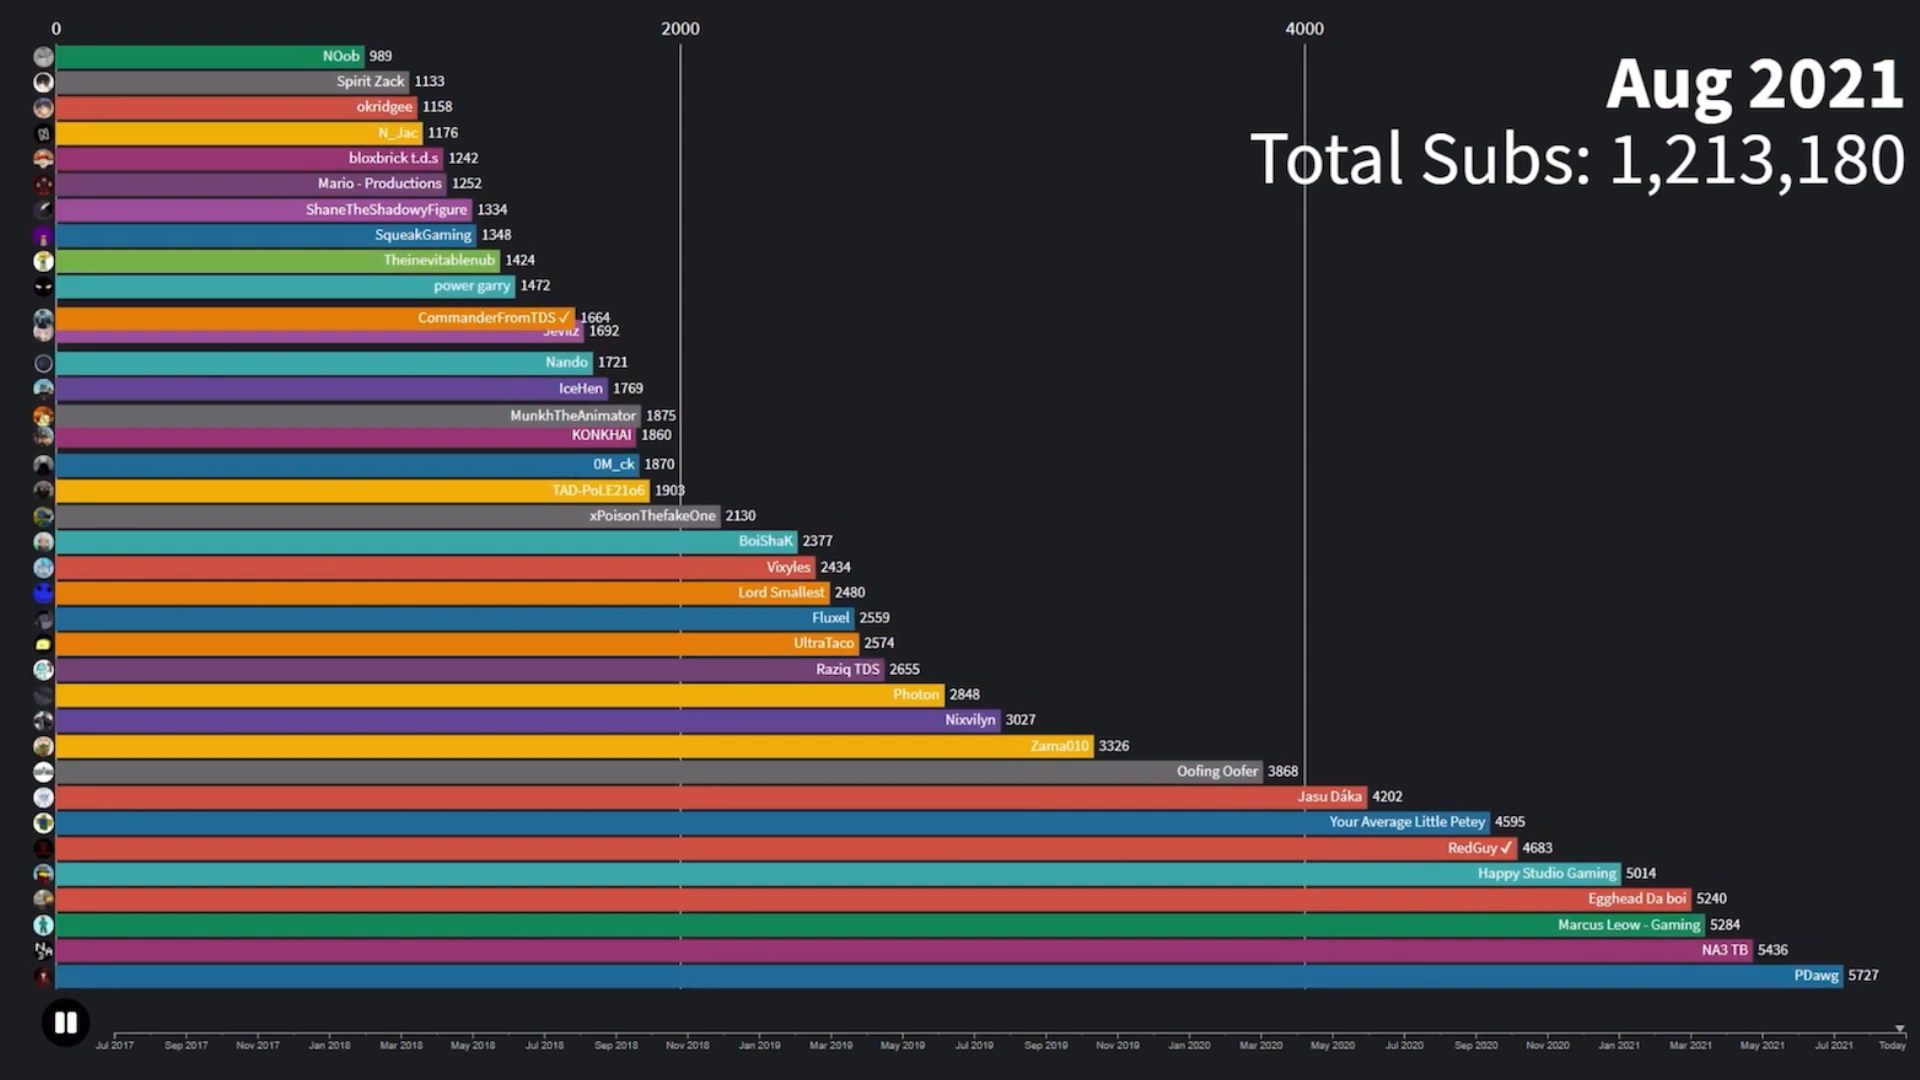 0 2000 4000
Aug 2021
Total Subs: 1,213,180
NOob 989
Spirit Zack 1133
okridgee 1158
N_Jac 1176
bloxbrick t.d.s 1242
Mario - Productions 1252
ShaneTheShadowyFigure 1334
SqueakGaming 1348
Theinevitablenub 1424
power garry 1472
CommanderFromTDS ✓ 1664
Jevitz 1692
Nando 1721
IceHen 1769
MunkhTheAnimator 1875
KONKHAI 1860
0M_ck 1870
TAD-PoLE21o6 1903
xPoisonThefakeOne 2130
BoiShaK 2377
Vixyles 2434
Lord Smallest 2480
Fluxel 2559
UltraTaco 2574
Raziq TDS 2655
Photon 2848
Nixvilyn 3027
Zama010 3326
Oofing Oofer 3868
Jasu Dáka 4202
Your Average Little Petey 4595
RedGuy ✓ 4683
Happy Studio Gaming 5014
Egghead Da boi 5240
Marcus Leow - Gaming 5284
NA3 TB 5436
PDawg 5727
Jul 2017 Sep 2017 Nov 2017 Jan 2018 Mar 2018 May 2018 Jul 2018 Sep 2018 Nov 2018 Jan 2019 Mar 2019 May 2019 Jul 2019 Sep 2019 Nov 2019 Jan 2020 Mar 2020 May 2020 Jul 2020 Sep 2020 Nov 2020 Jan 2021 Mar 2021 May 2021 Jul 2021 Today